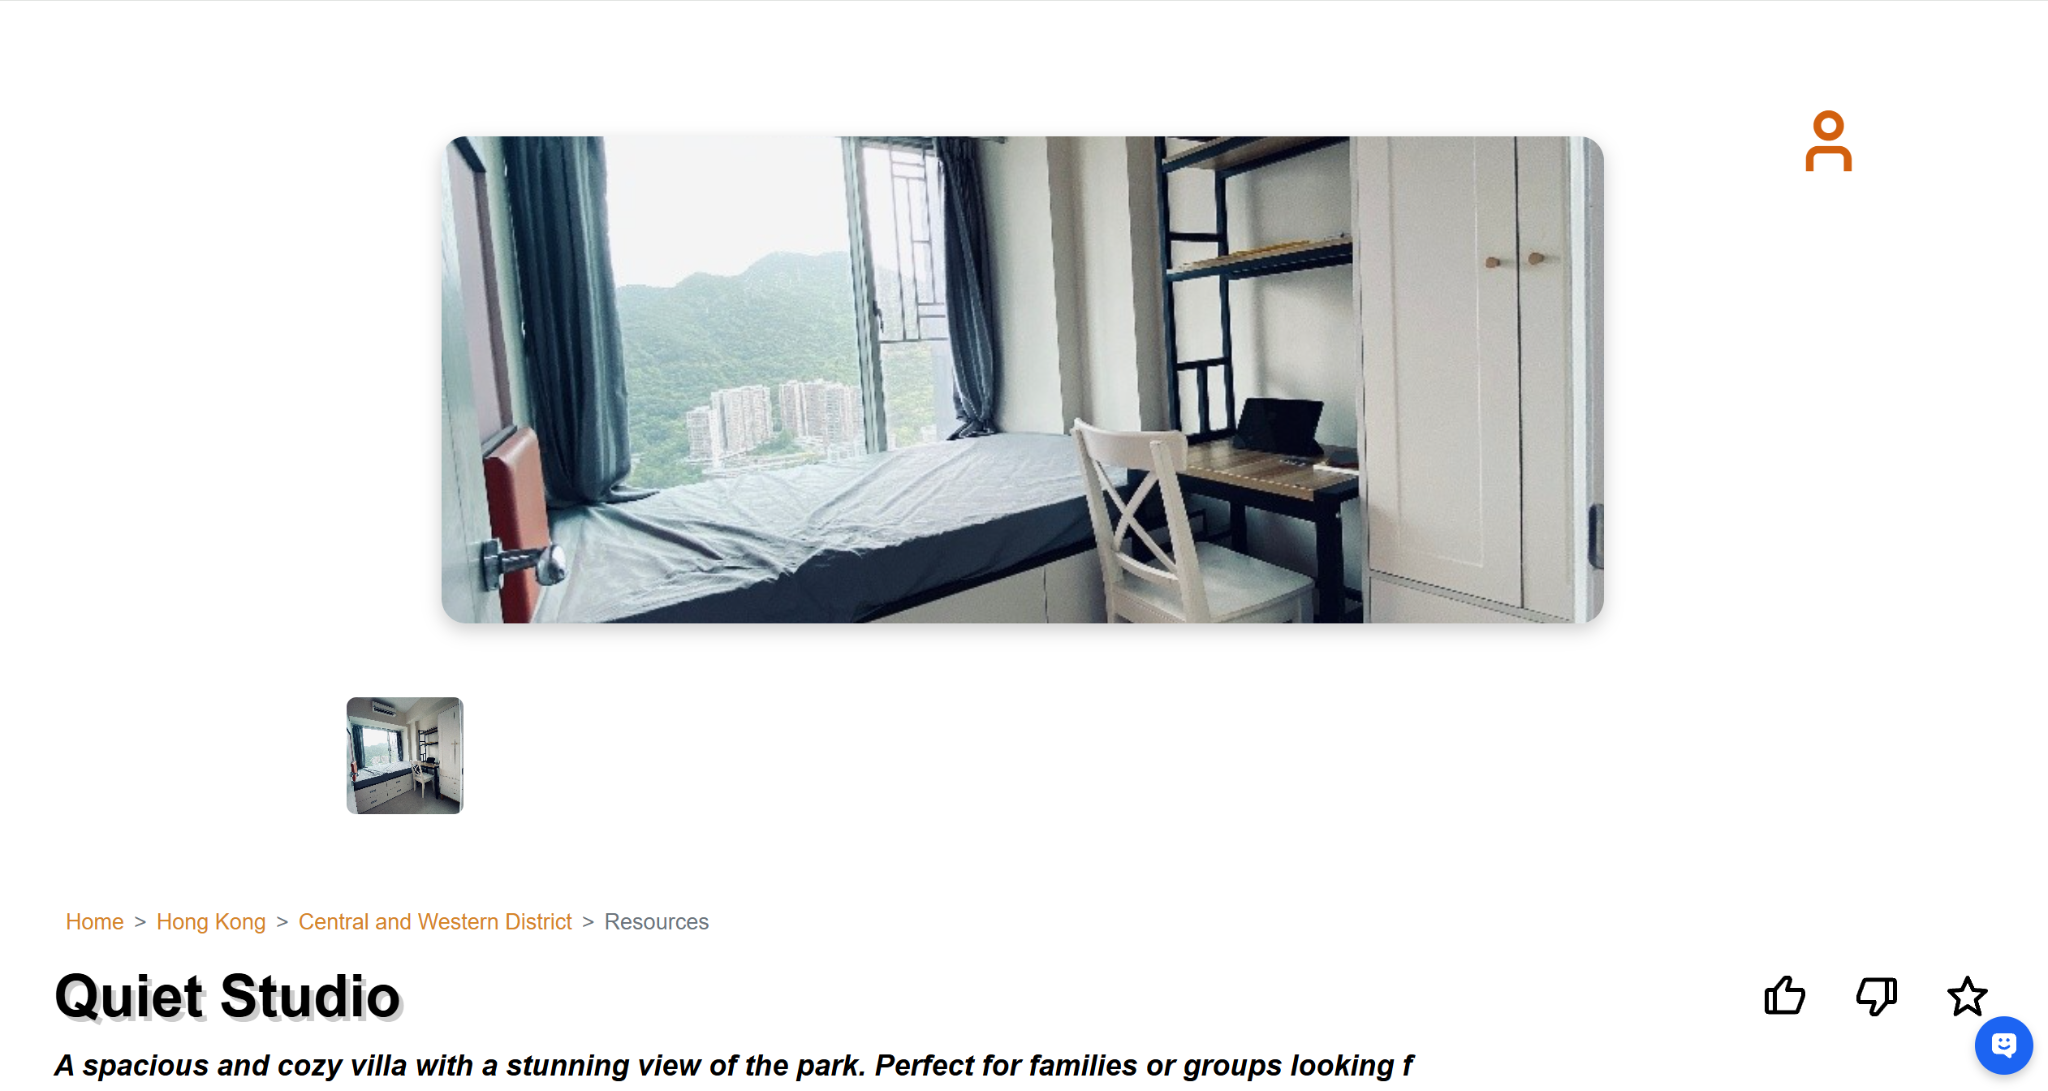 Home > Hong Kong > Central and Western District > Resources
Quiet Studio
A spacious and cozy villa with a stunning view of the park. Perfect for families or groups looking f